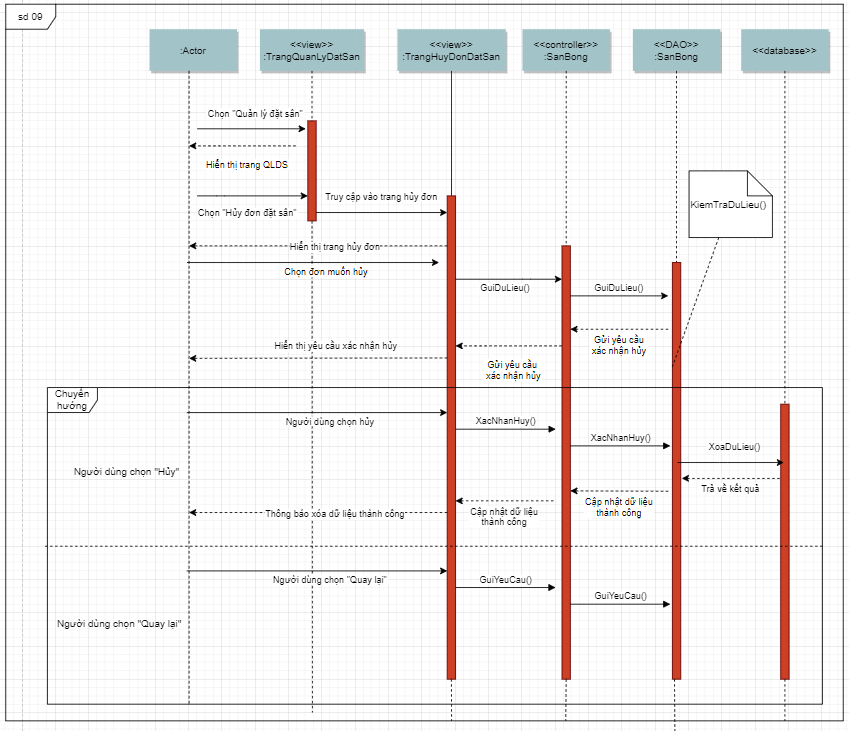 sd 09
:Actor
<<view>>
:TrangQuanLyDatSan
<<view>>
:TrangHuyDonDatSan
<<controller>>
:SanBong
<<DAO>>
:SanBong
<<database>>
Chọn "Quản lý đặt sân"
Hiển thị trang QLDS
Chọn "Hủy đơn đặt sân"
Truy cập vào trang hủy đơn
KiemTraDuLieu()
Hiển thị trang hủy đơn
Chọn đơn muốn hủy
GuiDuLieu()
GuiDuLieu()
Gửi yêu cầu
xác nhận hủy
Gửi yêu cầu
xác nhận hủy
Hiển thị yêu cầu xác nhận hủy
Chuyển
hướng
Người dùng chọn hủy
XacNhanHuy()
XacNhanHuy()
XoaDuLieu()
Người dùng chọn "Hủy"
Trả về kết quả
Cập nhật dữ liệu
thành công
Cập nhật dữ liệu
thành công
Thông báo xóa dữ liệu thành công
Người dùng chọn "Quay lại"
GuiYeuCau()
GuiYeuCau()
Người dùng chọn "Quay lại"